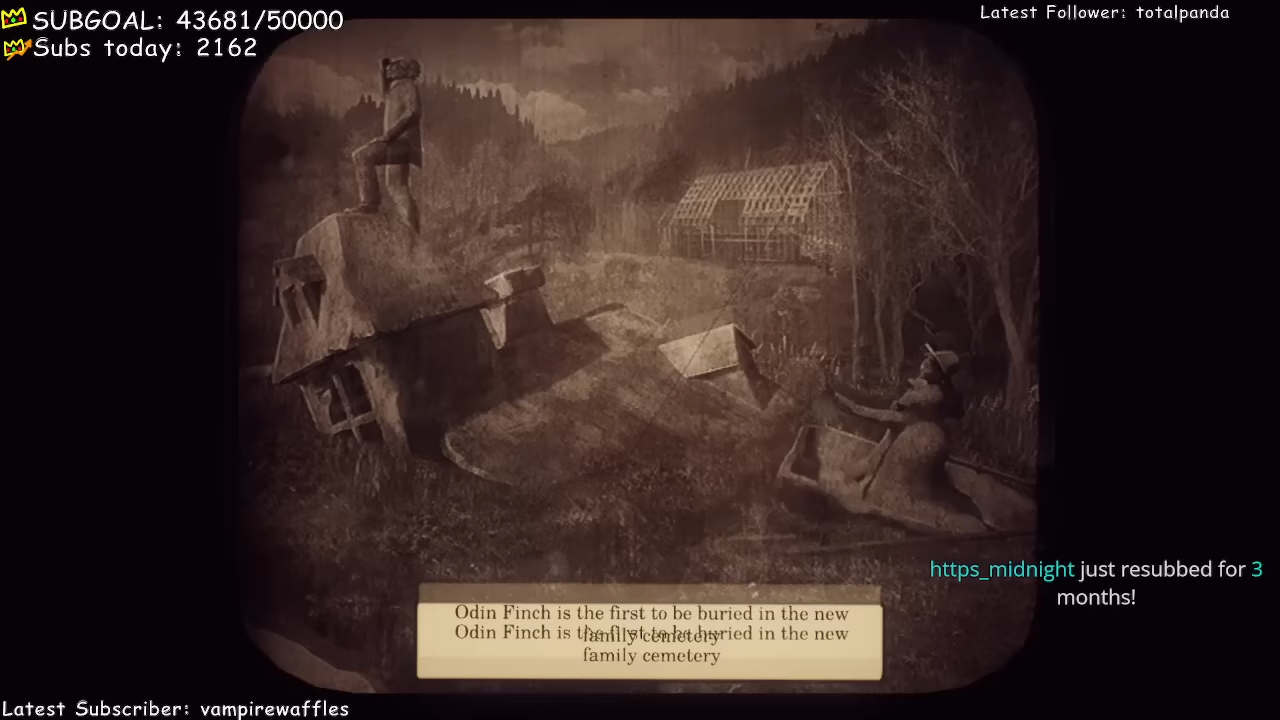 SUBGOAL: 43681/50000
Subs today: 2162
Latest Follower: totalpanda
https_midnight just resubbed for 3
months!
Odin Finch is the first to be buried in the new
family cemetery
Odin Finch is the first to be buried in the new
family cemetery
Latest Subscriber: vampirewaffles